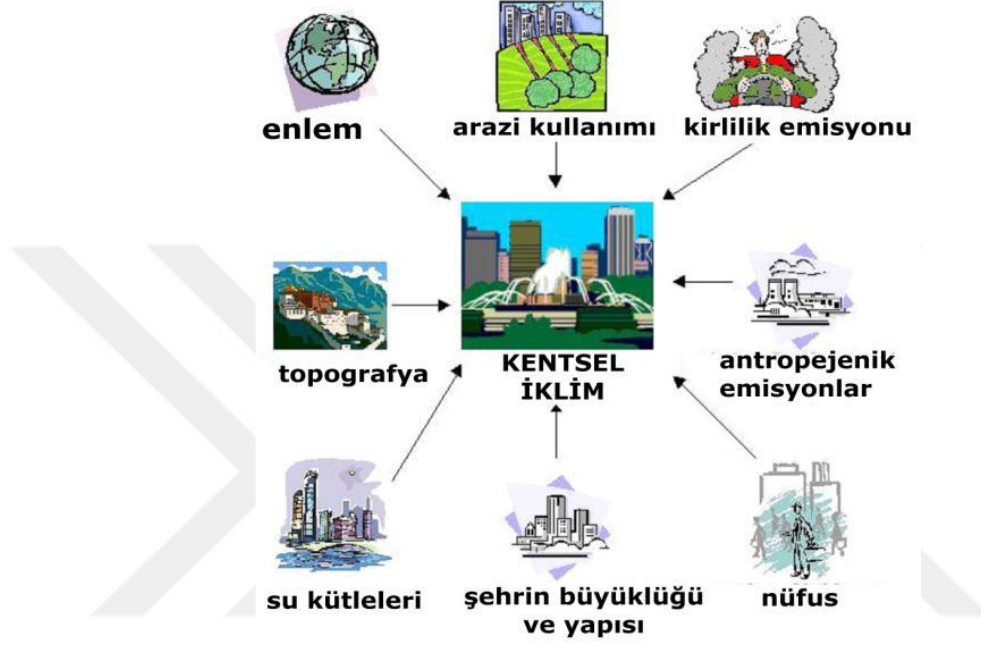 enlem
arazi kullanımı
kirlilik emisyonu
topografya
KENTSEL
İKLİM
antropejenik
emisyonlar
su kütleleri
şehrin büyüklüğü
ve yapısı
nüfus